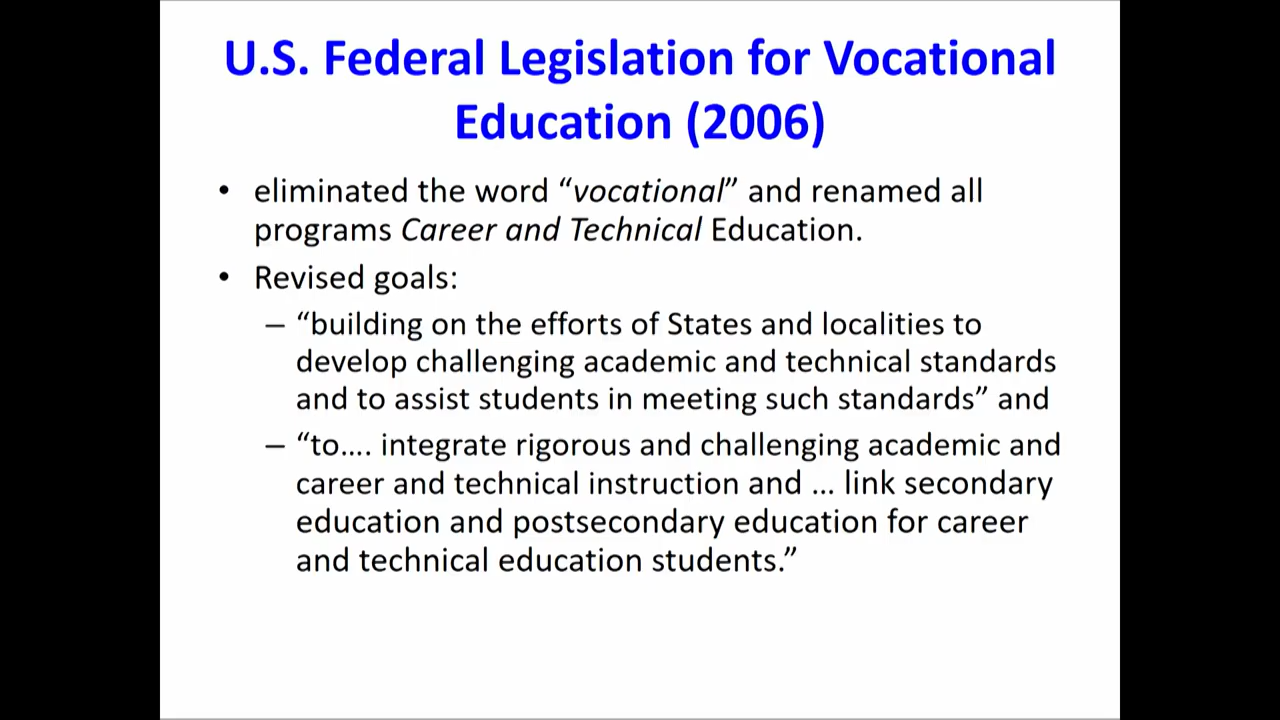 U.S. Federal Legislation for Vocational
Education (2006)
• eliminated the word “vocational” and renamed all
programs Career and Technical Education.
• Revised goals:
– “building on the efforts of States and localities to
develop challenging academic and technical standards
and to assist students in meeting such standards” and
– “to…. integrate rigorous and challenging academic and
career and technical instruction and … link secondary
education and postsecondary education for career
and technical education students.”